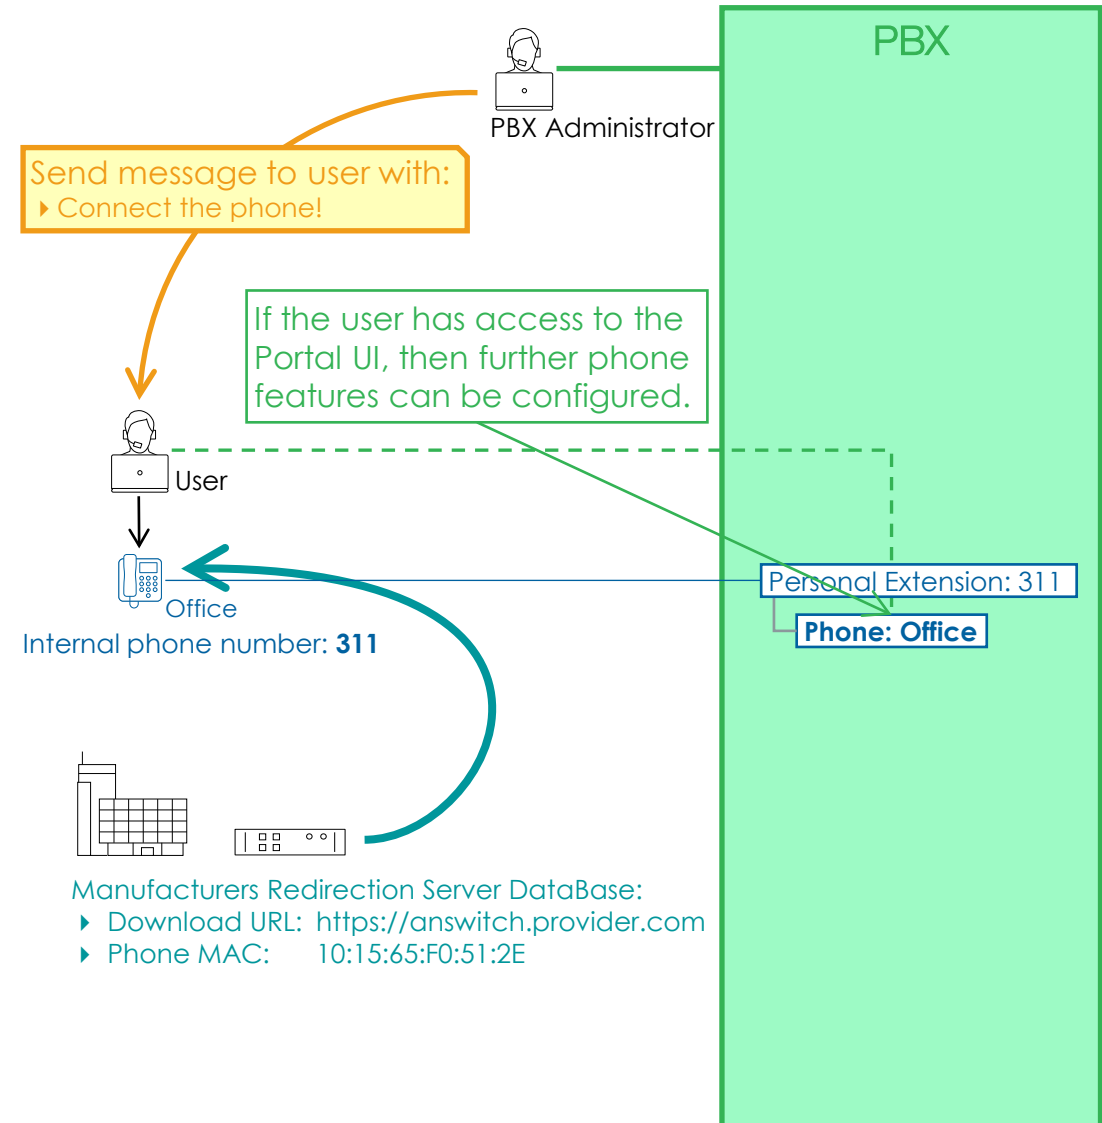 PBX
PBX Administrator
Send message to user with:
Connect the phone!
If the user has access to the
Portal UI, then further phone
features can be configured.
User
Personal Extension: 311
Office
Phone: Office
Internal phone number: 311
Manufacturers Redirection Server DataBase:
Download URL: https://answitch.provider.com
Phone MAC: 10:15:65:F0:51:2E